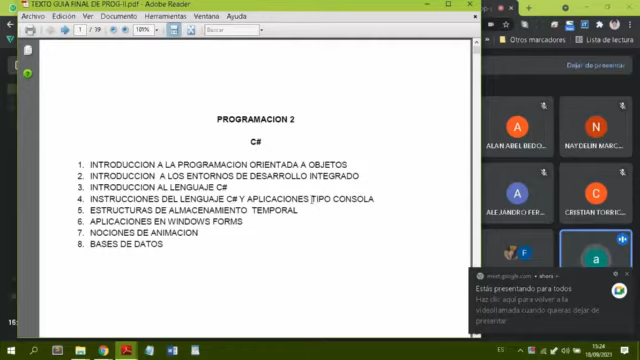 TEXTO GUIA FINAL DE PROG-II.pdf - Adobe Reader
Archivo Edición Ver Documento Herramientas Ventana Ayuda
1 / 39 101% Buscar
Otros marcadores Lista de lectura
Dejar de presentar
PROGRAMACION 2
C#
1. INTRODUCCION A LA PROGRAMACION ORIENTADA A OBJETOS
2. INTRODUCCION A LOS ENTORNOS DE DESARROLLO INTEGRADO
3. INTRODUCCION AL LENGUAJE C#
4. INSTRUCCIONES DEL LENGUAJE C# Y APLICACIONES TIPO CONSOLA
5. ESTRUCTURAS DE ALMACENAMIENTO TEMPORAL
6. APLICACIONES EN WINDOWS FORMS
7. NOCIONES DE ANIMACION
8. BASES DE DATOS
A
ALAN ABEL BEDO...
N
NAYDELIN MARC...
A
ALEJANDRO FER...
C
CRISTIAN TORRIC...
F
a
meet.google.com • ahora
Estás presentando para todos
Haz clic aquí para volver a la
videollamada cuando quieras dejar de
presentar.
ES
15:24
18/09/2021